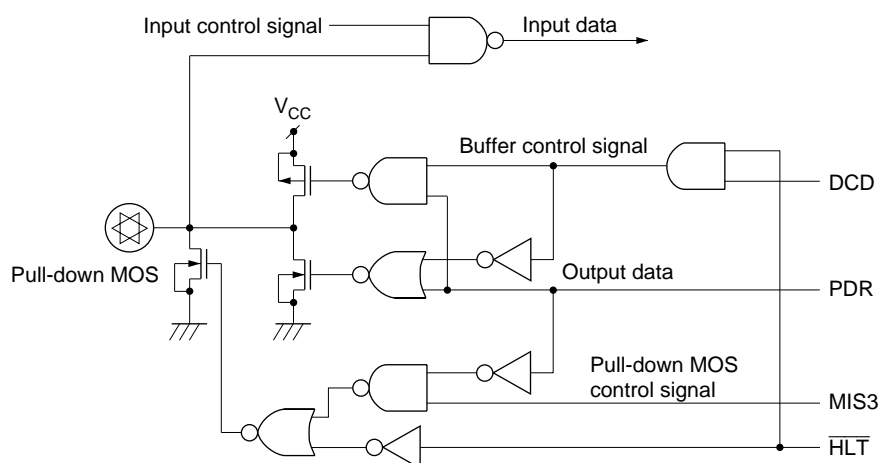 Input control signal
Input data
VCC
Buffer control signal
DCD
Pull-down MOS
Output data
PDR
Pull-down MOS
control signal
MIS3
HLT